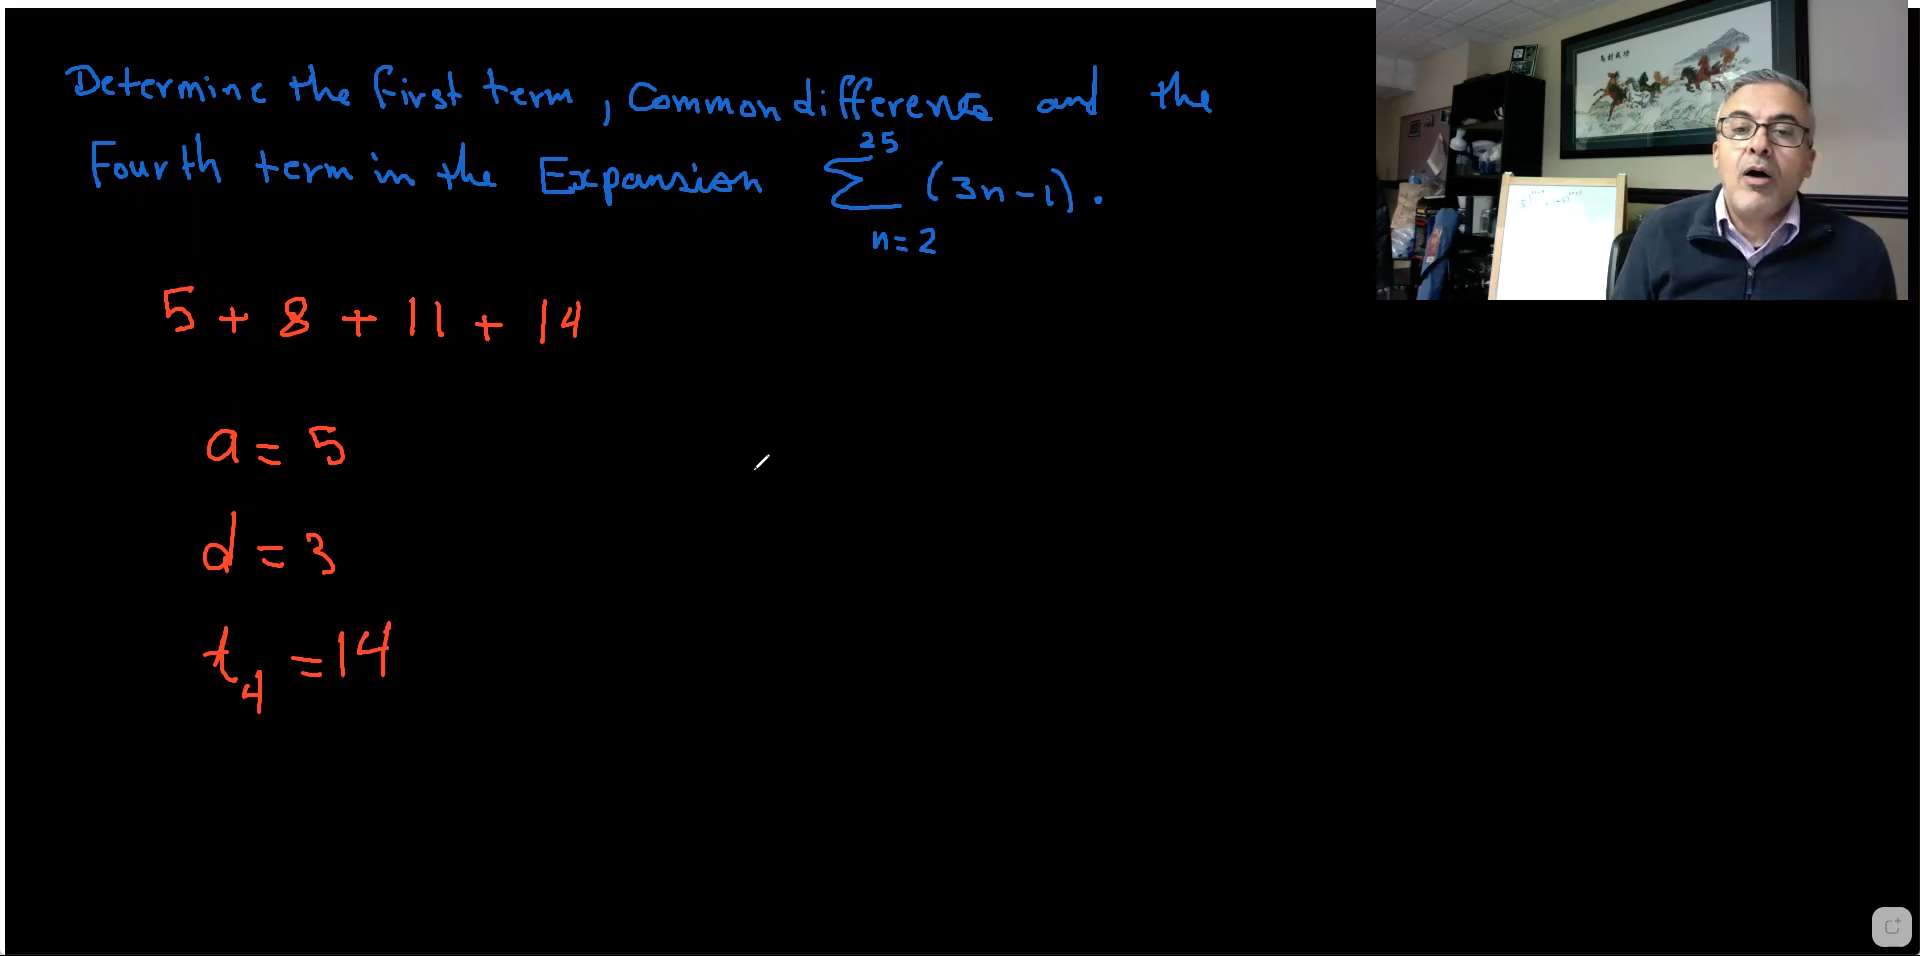 Determine the first term, Common difference and the
Fourth term in the Expansion 25 ∑ n=2 (3n-1).
5 + 8 + 11 + 14
a = 5
d = 3
t₄ = 14